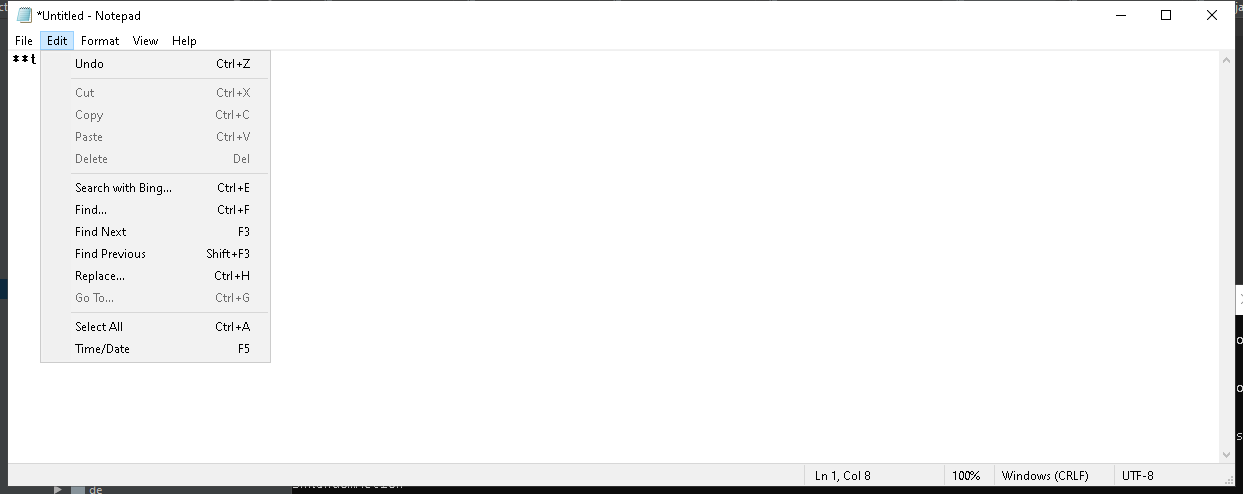 *Untitled - Notepad
File Edit Format View Help
**t
Undo Ctrl+Z
Cut Ctrl+X
Copy Ctrl+C
Paste Ctrl+V
Delete Del
Search with Bing... Ctrl+E
Find... Ctrl+F
Find Next F3
Find Previous Shift+F3
Replace... Ctrl+H
Go To... Ctrl+G
Select All Ctrl+A
Time/Date F5
Ln 1, Col 8 100% Windows (CRLF) UTF-8
de